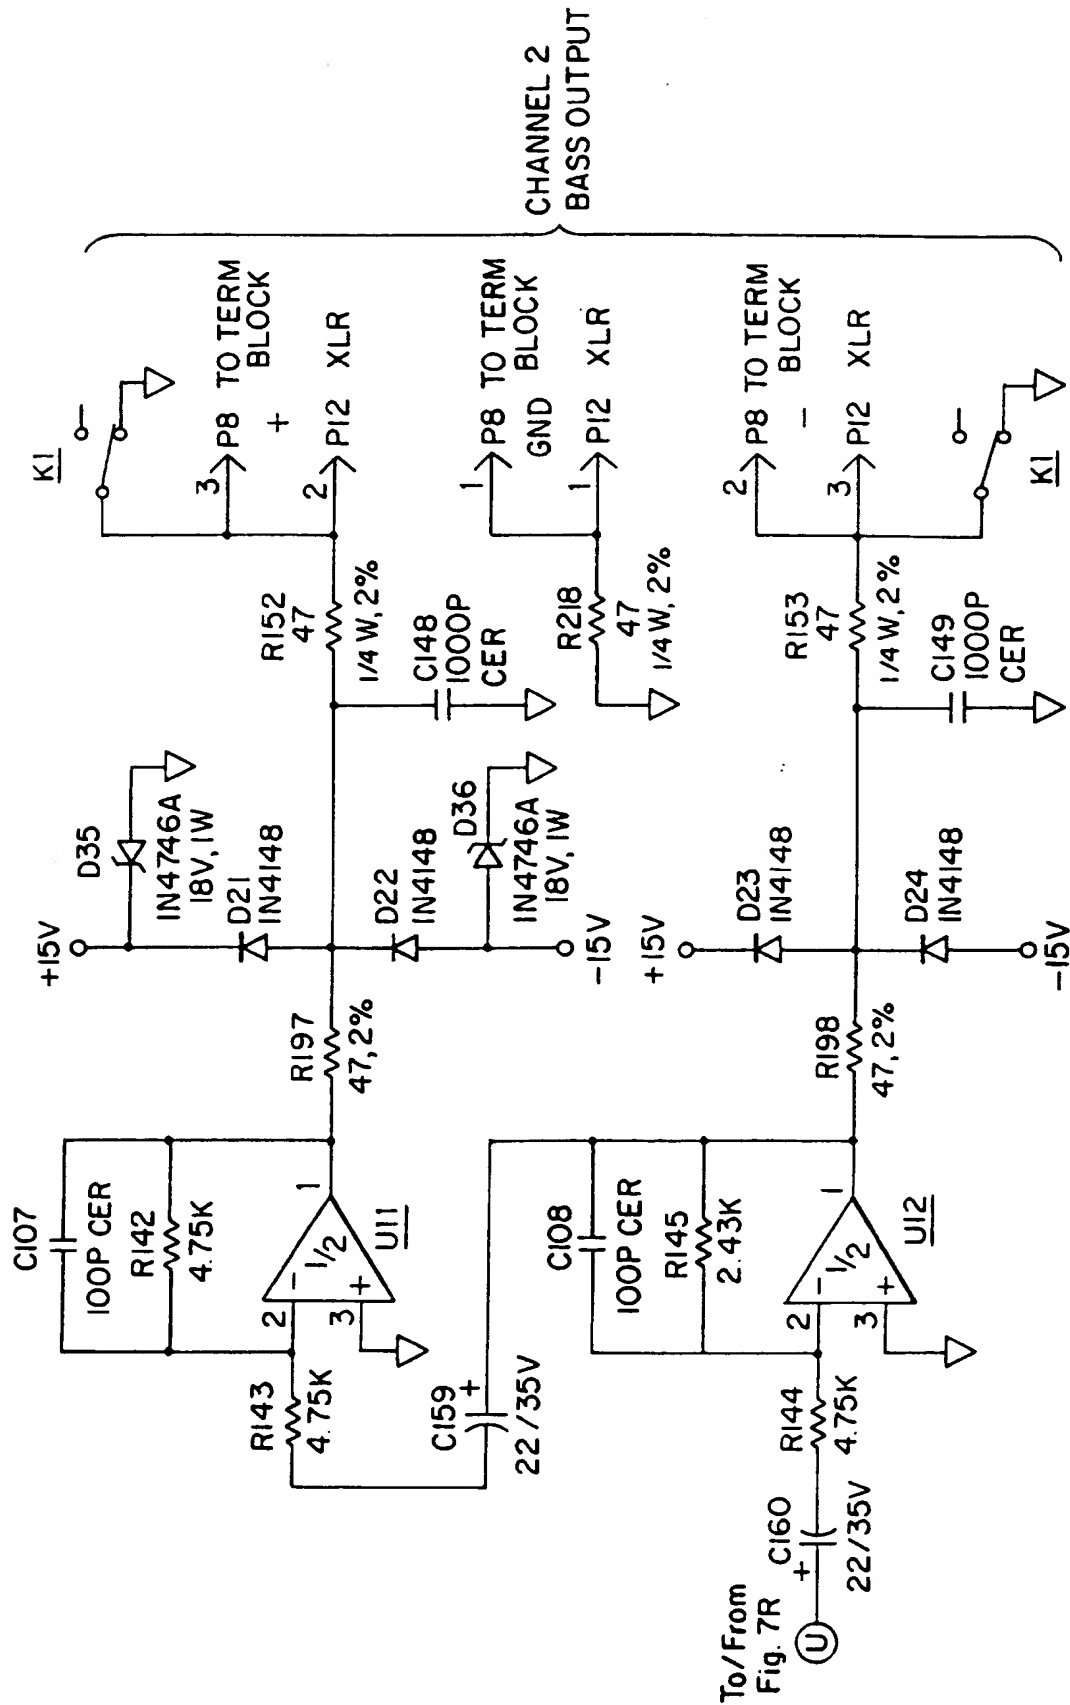 To/From
Fig. 7R
U
C160
+
22/35V
R144
4.75K
R143
4.75K
C159
+
22/35V
C107
100P CER
R142
4.75K
2
-
1/2
3
+
1
U11
C108
100P CER
R145
2.43K
2
-
1/2
3
+
1
U12
R197
47, 2%
R198
47, 2%
+15V
D35
1N4746A
18V, 1W
D21
1N4148
D22
1N4148
D36
1N4746A
18V, 1W
-15V
+15V
D23
1N4148
D24
1N4148
-15V
R152
47
1/4 W, 2%
C148
1000P
CER
R218
47
1/4 W, 2%
R153
47
1/4 W, 2%
C149
1000P
CER
K1
3
P8 TO TERM
+ BLOCK
2
P12 XLR
1
P8 TO TERM
GND BLOCK
1
P12 XLR
2
P8 TO TERM
- BLOCK
3
P12 XLR
K1
CHANNEL 2
BASS OUTPUT